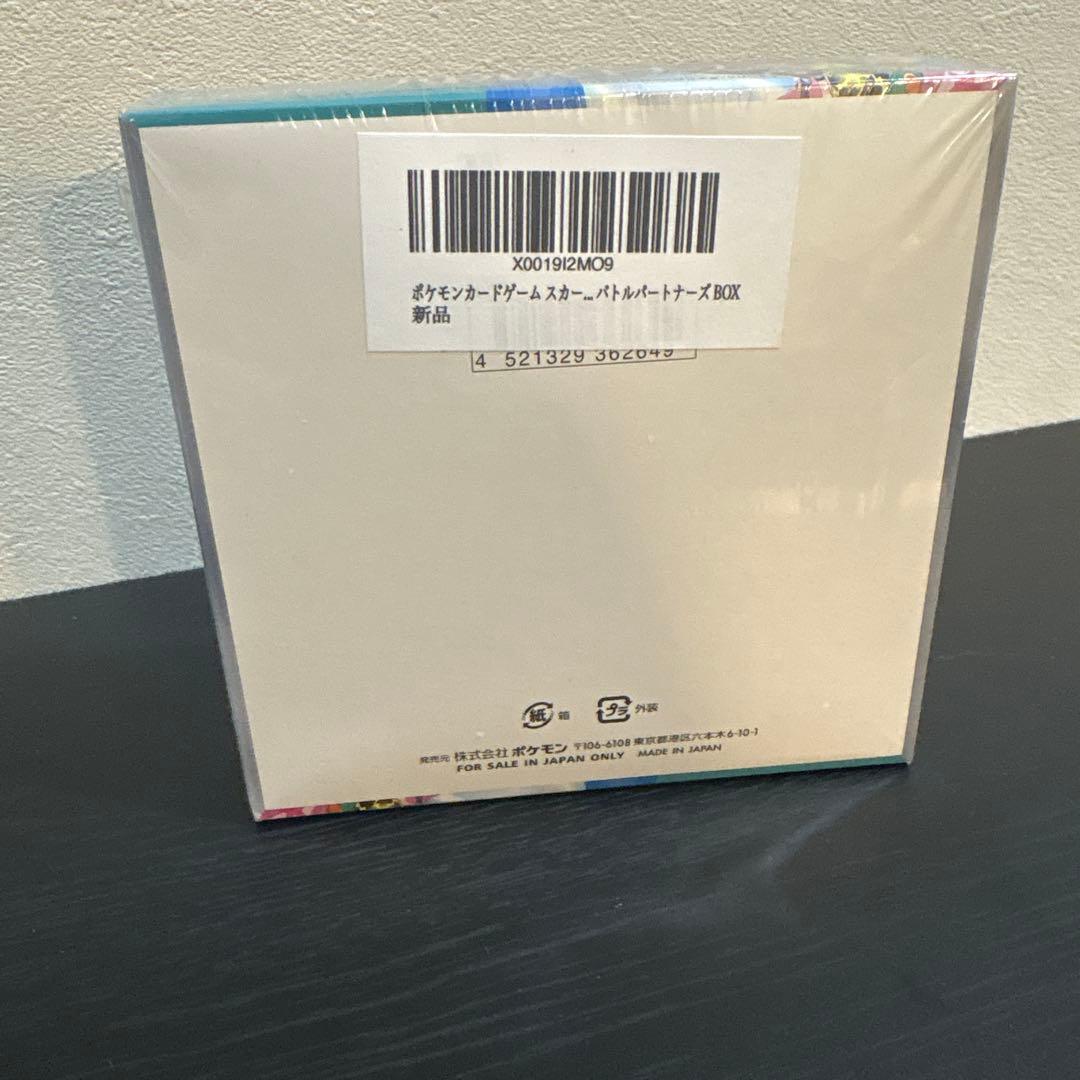 X0019I2MO9
ポケモンカードゲーム スカー... バトルパートナーズ BOX
新品
4 521329 362649
紙 箱 プラ 外装
発売元 株式会社 ポケモン 〒106-6108 東京都港区六本木6-10-1
FOR SALE IN JAPAN ONLY MADE IN JAPAN